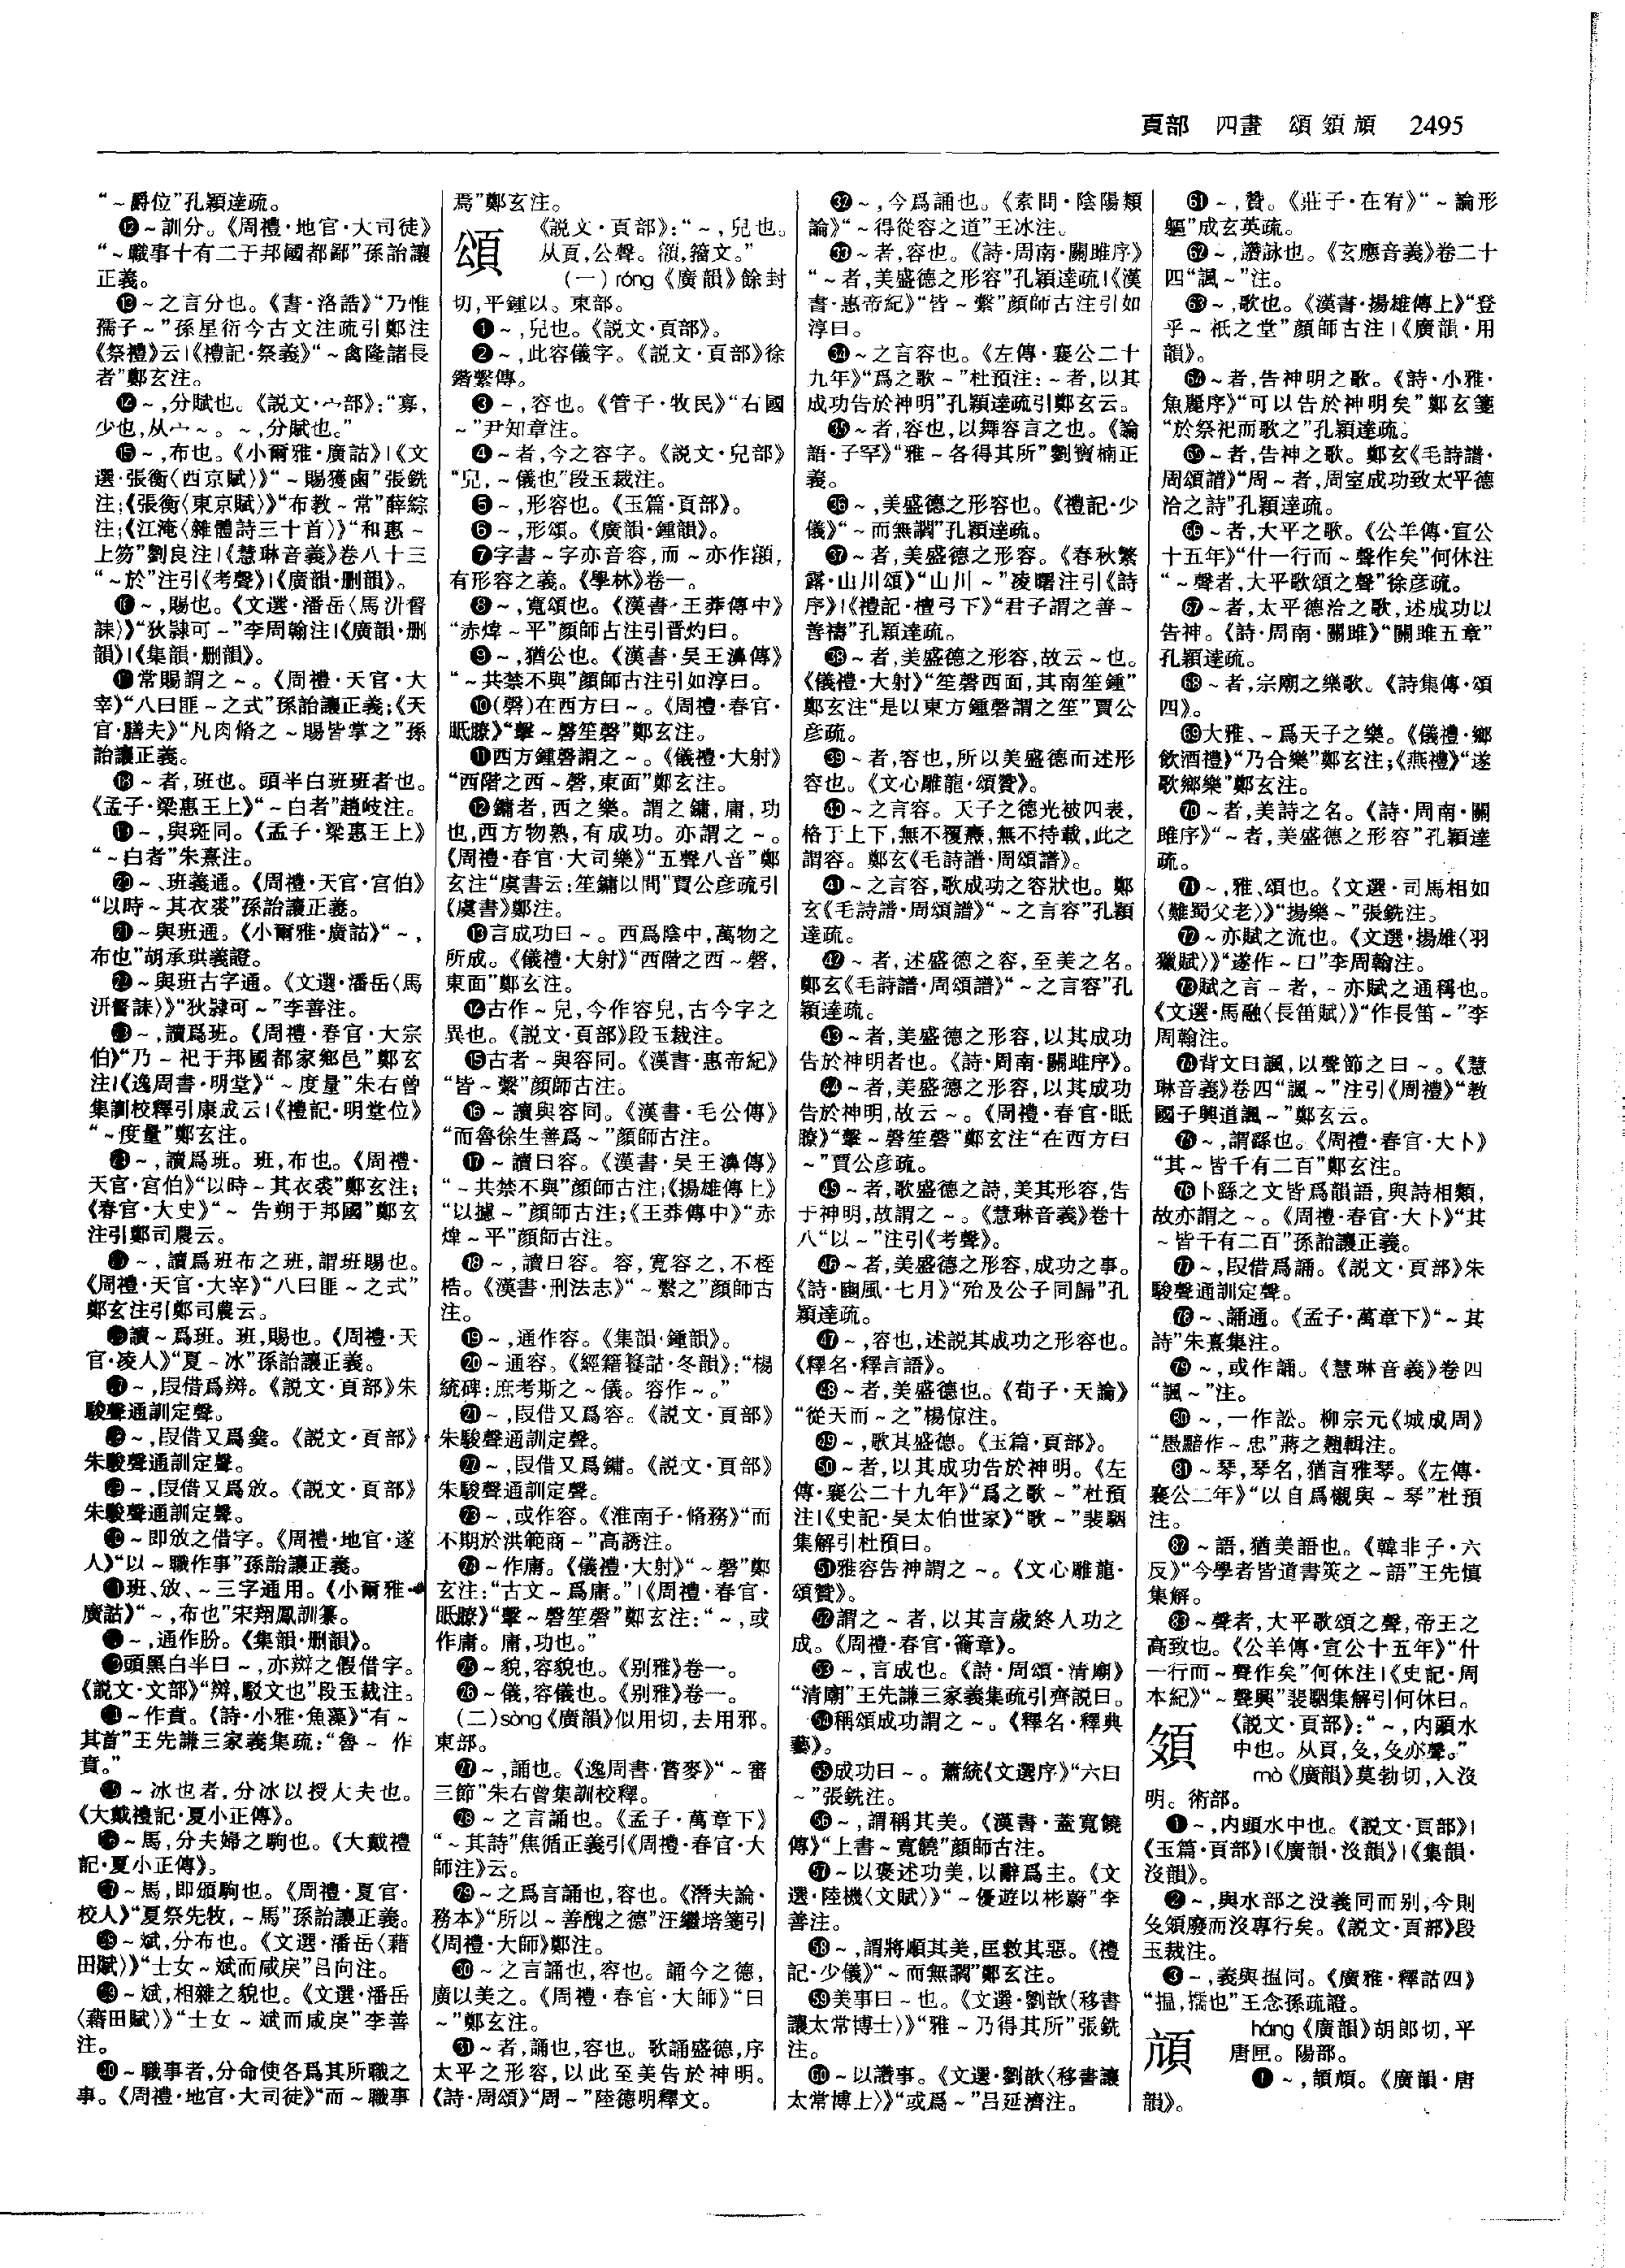 頁部　四畫　頌 䫃 頏　2495
“～爵位”孔穎達疏。
⑫～訓分。《周禮·地官·大司徒》
“～職事十有二于邦國都鄙”孫詒讓
正義。
⑬～之言分也。《書·洛誥》“乃惟
孺子～”孫星衍今古文注疏引鄭注
《祭禮》云|《禮記·祭義》“～禽隆諸長
者”鄭玄注。
⑭～,分賦也。《説文·宀部》:“寡,
少也,从宀～。～,分賦也。”
⑮～,布也。《小爾雅·廣詁》|《文
選·張衡〈西京賦〉》“～賜獲鹵”張銑
注;《張衡〈東京賦〉》“布教～常”薛綜
注;《江淹〈雜體詩三十首〉》“和惠～
上笏”劉良注|《慧琳音義》卷八十三
“～於”注引《考聲》|《廣韻·删韻》。
⑯～,賜也。《文選·潘岳〈馬汧督
誄〉》“狄隸可～”李周翰注|《廣韻·删
韻》|《集韻·删韻》。
⑰常賜謂之～。《周禮·天官·大
宰》“八曰匪～之式”孫詒讓正義;《天
官·膳夫》“凡肉脩之～賜皆掌之”孫
詒讓正義。
⑱～者,班也。頭半白班班者也。
《孟子·梁惠王上》“～白者”趙岐注。
⑲～,與斑同。《孟子·梁惠王上》
“～白者”朱熹注。
⑳～、班義通。《周禮·天官·宫伯》
“以時～其衣裘”孫詒讓正義。
㉑～與班通。《小爾雅·廣詁》“～,
布也”胡承珙義證。
㉒～與班古字通。《文選·潘岳〈馬
汧督誄〉》“狄隸可～”李善注。
㉓～,讀爲班。《周禮·春官·大宗
伯》“乃～祀于邦國都家鄉邑”鄭玄
注|《逸周書·明堂》“～度量”朱右曾
集訓校釋引康成云|《禮記·明堂位》
“～度量”鄭玄注。
㉔～,讀爲班。班,布也。《周禮·
天官·宫伯》“以時～其衣裘”鄭玄注;
《春官·大史》“～告朔于邦國”鄭玄
注引鄭司農云。
㉕～,讀爲班布之班,謂班賜也。
《周禮·天官·大宰》“八曰匪～之式”
鄭玄注引鄭司農云。
㉖讀～爲班。班,賜也。《周禮·天
官·凌人》“夏～冰”孫詒讓正義。
㉗～,叚借爲辬。《説文·頁部》朱
駿聲通訓定聲。
㉘～,叚借又爲奱。《説文·頁部》
朱駿聲通訓定聲。
㉙～,叚借又爲攽。《説文·頁部》
朱駿聲通訓定聲。
㉚～即攽之借字。《周禮·地官·遂
人》“以～職作事”孫詒讓正義。
㉛班、攽、～三字通用。《小爾雅·
廣詁》“～,布也”宋翔鳳訓纂。
㉜～,通作朌。《集韻·删韻》。
㉝頭黑白半曰～,亦辬之假借字。
《説文·文部》“辬,駁文也”段玉裁注。
㉞～作賁。《詩·小雅·魚藻》“有～
其首”王先謙三家義集疏:“魯～作
賁。”
㉟～冰也者,分冰以授大夫也。
《大戴禮記·夏小正傳》。
㊱～馬,分夫婦之駒也。《大戴禮
記·夏小正傳》。
㊲～馬,即頒駒也。《周禮·夏官·
校人》“夏祭先牧,～馬”孫詒讓正義。
㊳～斌,分布也。《文選·潘岳〈藉
田賦〉》“士女～斌而咸戾”吕向注。
㊴～斌,相雜之貌也。《文選·潘岳
〈藉田賦〉》“士女～斌而咸戾”李善
注。
㊵～職事者,分命使各爲其所職之
事。《周禮·地官·大司徒》“而～職事
焉”鄭玄注。
頌　《説文·頁部》:“～,皃也。
从頁,公聲。頟,籀文。”
(一)róng《廣韻》餘封
切,平鍾以。東部。
❶～,皃也。《説文·頁部》。
❷～,此容儀字。《説文·頁部》徐
鍇繫傳。
❸～,容也。《管子·牧民》“右國
～”尹知章注。
❹～者,今之容字。《説文·皃部》
“皃,～儀也”段玉裁注。
❺～,形容也。《玉篇·頁部》。
❻～,形頌。《廣韻·鍾韻》。
❼字書～字亦音容,而～亦作額,
有形容之義。《學林》卷一。
❽～,寬頌也。《漢書·王莽傳中》
“赤煒～平”顔師古注引晋灼曰。
❾～,猶公也。《漢書·吴王濞傳》
“～共禁不與”顔師古注引如淳曰。
❿(磬)在西方曰～。《周禮·春官·
眡瞭》“擊～磬笙磬”鄭玄注。
⓫西方鍾磬謂之～。《儀禮·大射》
“西階之西～磬,東面”鄭玄注。
⓬鏞者,西之樂。謂之鏞,庸,功
也,西方物熟,有成功。亦謂之～。
《周禮·春官·大司樂》“五聲八音”鄭
玄注“虞書云:笙鏞以間”賈公彦疏引
《虞書》鄭注。
⓭言成功曰～。西爲陰中,萬物之
所成。《儀禮·大射》“西階之西～磬,
東面”鄭玄注。
⓮古作～皃,今作容皃,古今字之
異也。《説文·頁部》段玉裁注。
⓯古者～與容同。《漢書·惠帝紀》
“皆～繫”顔師古注。
⓰～讀與容同。《漢書·毛公傳》
“而魯徐生善爲～”顔師古注。
⓱～讀曰容。《漢書·吴王濞傳》
“～共禁不與”顔師古注;《揚雄傳上》
“以據～”顔師古注;《王莽傳中》“赤
煒～平”顔師古注。
⓲～,讀曰容。容,寬容之,不桎
梏。《漢書·刑法志》“～繫之”顔師古
注。
⓳～,通作容。《集韻·鍾韻》。
⓴～通容。《經籍籑詁·冬韻》:“楊
統碑:庶考斯之～儀。容作～。”
㉑～,叚借又爲容。《説文·頁部》
朱駿聲通訓定聲。
㉒～,叚借又爲鏞。《説文·頁部》
朱駿聲通訓定聲。
㉓～,或作容。《淮南子·脩務》“而
不期於洪範商～”高誘注。
㉔～作庸。《儀禮·大射》“～磬”鄭
玄注:“古文～爲庸。”|《周禮·春官·
眡瞭》“擊～磬笙磬”鄭玄注:“～,或
作庸。庸,功也。”
㉕～貌,容貌也。《别雅》卷一。
㉖～儀,容儀也。《别雅》卷一。
(二)sòng《廣韻》似用切,去用邪。
東部。
㉗～,誦也。《逸周書·嘗麥》“～審
三節”朱右曾集訓校釋。
㉘～之言誦也。《孟子·萬章下》
“～其詩”焦循正義引《周禮·春官·大
師注》云。
㉙～之爲言誦也,容也。《潛夫論·
務本》“所以～善醜之德”汪繼培箋引
《周禮·大師》鄭注。
㉚～之言誦也,容也。誦今之德,
廣以美之。《周禮·春官·大師》“曰
～”鄭玄注。
㉛～者,誦也,容也。歌誦盛德,序
太平之形容,以此至美告於神明。
《詩·周頌》“周～”陸德明釋文。
㉜～,今爲誦也。《素問·陰陽類
論》“～得從容之道”王冰注。
㉝～者,容也。《詩·周南·關雎序》
“～者,美盛德之形容”孔穎達疏|《漢
書·惠帝紀》“皆～繫”顔師古注引如
淳曰。
㉞～之言容也。《左傳·襄公二十
九年》“爲之歌～”杜預注:～者,以其
成功告於神明”孔穎達疏引鄭玄云。
㉟～者,容也,以舞容言之也。《論
語·子罕》“雅～各得其所”劉寶楠正
義。
㊱～,美盛德之形容也。《禮記·少
儀》“～而無讇”孔穎達疏。
㊲～者,美盛德之形容。《春秋繁
露·山川頌》“山川～”凌曙注引《詩
序》|《禮記·檀弓下》“君子謂之善～
善禱”孔穎達疏。
㊳～者,美盛德之形容,故云～也。
《儀禮·大射》“笙磬西面,其南笙鍾”
鄭玄注“是以東方鍾磬謂之笙”賈公
彦疏。
㊴～者,容也,所以美盛德而述形
容也。《文心雕龍·頌贊》。
㊵～之言容。天子之德光被四表,
格于上下,無不覆燾,無不持載,此之
謂容。鄭玄《毛詩譜·周頌譜》。
㊶～之言容,歌成功之容狀也。鄭
玄《毛詩譜·周頌譜》“～之言容”孔穎
達疏。
㊷～者,述盛德之容,至美之名。
鄭玄《毛詩譜·周頌譜》“～之言容”孔
穎達疏。
㊸～者,美盛德之形容,以其成功
告於神明者也。《詩·周南·關雎序》。
㊹～者,美盛德之形容,以其成功
告於神明,故云～。《周禮·春官·眡
瞭》“擊～磬笙磬”鄭玄注“在西方曰
～”賈公彦疏。
㊺～者,歌盛德之詩,美其形容,告
于神明,故謂之～。《慧琳音義》卷十
八“以～”注引《考聲》。
㊻～者,美盛德之形容,成功之事。
《詩·豳風·七月》“殆及公子同歸”孔
穎達疏。
㊼～,容也,述説其成功之形容也。
《釋名·釋言語》。
㊽～者,美盛德也。《荀子·天論》
“從天而～之”楊倞注。
㊾～,歌其盛德。《玉篇·頁部》。
㊿～者,以其成功告於神明。《左
傳·襄公二十九年》“爲之歌～”杜預
注|《史記·吴太伯世家》“歌～”裴駰
集解引杜預曰。
51雅容告神謂之～。《文心雕龍·
頌贊》。
52謂之～者,以其言歲終人功之
成。《周禮·春官·籥章》。
53～,言成也。《詩·周頌·清廟》
“清廟”王先謙三家義集疏引齊説曰。
54稱頌成功謂之～。《釋名·釋典
藝》。
55成功曰～。蕭統《文選序》“六曰
～”張銑注。
56～,謂稱其美。《漢書·蓋寬饒
傳》“上書～寬饒”顔師古注。
57～以褒述功美,以辭爲主。《文
選·陸機〈文賦〉》“～優遊以彬蔚”李
善注。
58～,謂將順其美,匡救其惡。《禮
記·少儀》“～而無讇”鄭玄注。
59美事曰～也。《文選·劉歆〈移書
讓太常博士〉》“雅～乃得其所”張銑
注。
60～以讚事。《文選·劉歆〈移書讓
太常博士〉》“或爲～”吕延濟注。
61～,贊。《莊子·在宥》“～論形
軀”成玄英疏。
62～,讚詠也。《玄應音義》卷二十
四“諷～”注。
63～,歌也。《漢書·揚雄傳上》“登
乎～祇之堂”顔師古注|《廣韻·用
韻》。
64～者,告神明之歌。《詩·小雅·
魚麗序》“可以告於神明矣”鄭玄箋
“於祭祀而歌之”孔穎達疏。
65～者,告神之歌。鄭玄《毛詩譜·
周頌譜》“周～者,周室成功致太平德
洽之詩”孔穎達疏。
66～者,大平之歌。《公羊傳·宣公
十五年》“什一行而～聲作矣”何休注
“～聲者,大平歌頌之聲”徐彦疏。
67～者,太平德洽之歌,述成功以
告神。《詩·周南·關雎》“關雎五章”
孔穎達疏。
68～者,宗廟之樂歌。《詩集傳·頌
四》。
69大雅、～爲天子之樂。《儀禮·鄉
飲酒禮》“乃合樂”鄭玄注;《燕禮》“遂
歌鄉樂”鄭玄注。
70～者,美詩之名。《詩·周南·關
雎序》“～者,美盛德之形容”孔穎達
疏。
71～,雅、頌也。《文選·司馬相如
〈難蜀父老〉》“揚樂～”張銑注。
72～亦賦之流也。《文選·揚雄〈羽
獵賦〉》“遂作～曰”李周翰注。
73賦之言～者,～亦賦之通稱也。
《文選·馬融〈長笛賦〉》“作長笛～”李
周翰注。
74背文曰諷,以聲節之曰～。《慧
琳音義》卷四“諷～”注引《周禮》“教
國子興道諷～”鄭玄云。
75～,謂繇也。《周禮·春官·大卜》
“其～皆千有二百”鄭玄注。
76卜繇之文皆爲韻語,與詩相類,
故亦謂之～。《周禮·春官·大卜》“其
～皆千有二百”孫詒讓正義。
77～,叚借爲誦。《説文·頁部》朱
駿聲通訓定聲。
78～、誦通。《孟子·萬章下》“～其
詩”朱熹集注。
79～,或作誦。《慧琳音義》卷四
“諷～”注。
80～,一作訟。柳宗元《城成周》
“愚黯作～忠”蔣之翹輯注。
81～琴,琴名,猶言雅琴。《左傳·
襄公二年》“以自爲櫬與～琴”杜預
注。
82～語,猶美語也。《韓非子·六
反》“今學者皆道書筴之～語”王先慎
集解。
83～聲者,大平歌頌之聲,帝王之
高致也。《公羊傳·宣公十五年》“什
一行而～聲作矣”何休注|《史記·周
本紀》“～聲興”裴駰集解引何休曰。
䫃　《説文·頁部》:“～,内頭水
中也。从頁,𠬛,𠬛亦聲。”
mò《廣韻》莫勃切,入没
明。術部。
❶～,内頭水中也。《説文·頁部》|
《玉篇·頁部》|《廣韻·没韻》|《集韻·
没韻》。
❷～,與水部之没義同而别,今則
𠬛䫃廢而没專行矣。《説文·頁部》段
玉裁注。
❸～,義與揾同。《廣雅·釋詁四》
“揾,擩也”王念孫疏證。
頏　háng《廣韻》胡郎切,平
唐匣。陽部。
❶～,頡頏。《廣韻·唐
韻》。